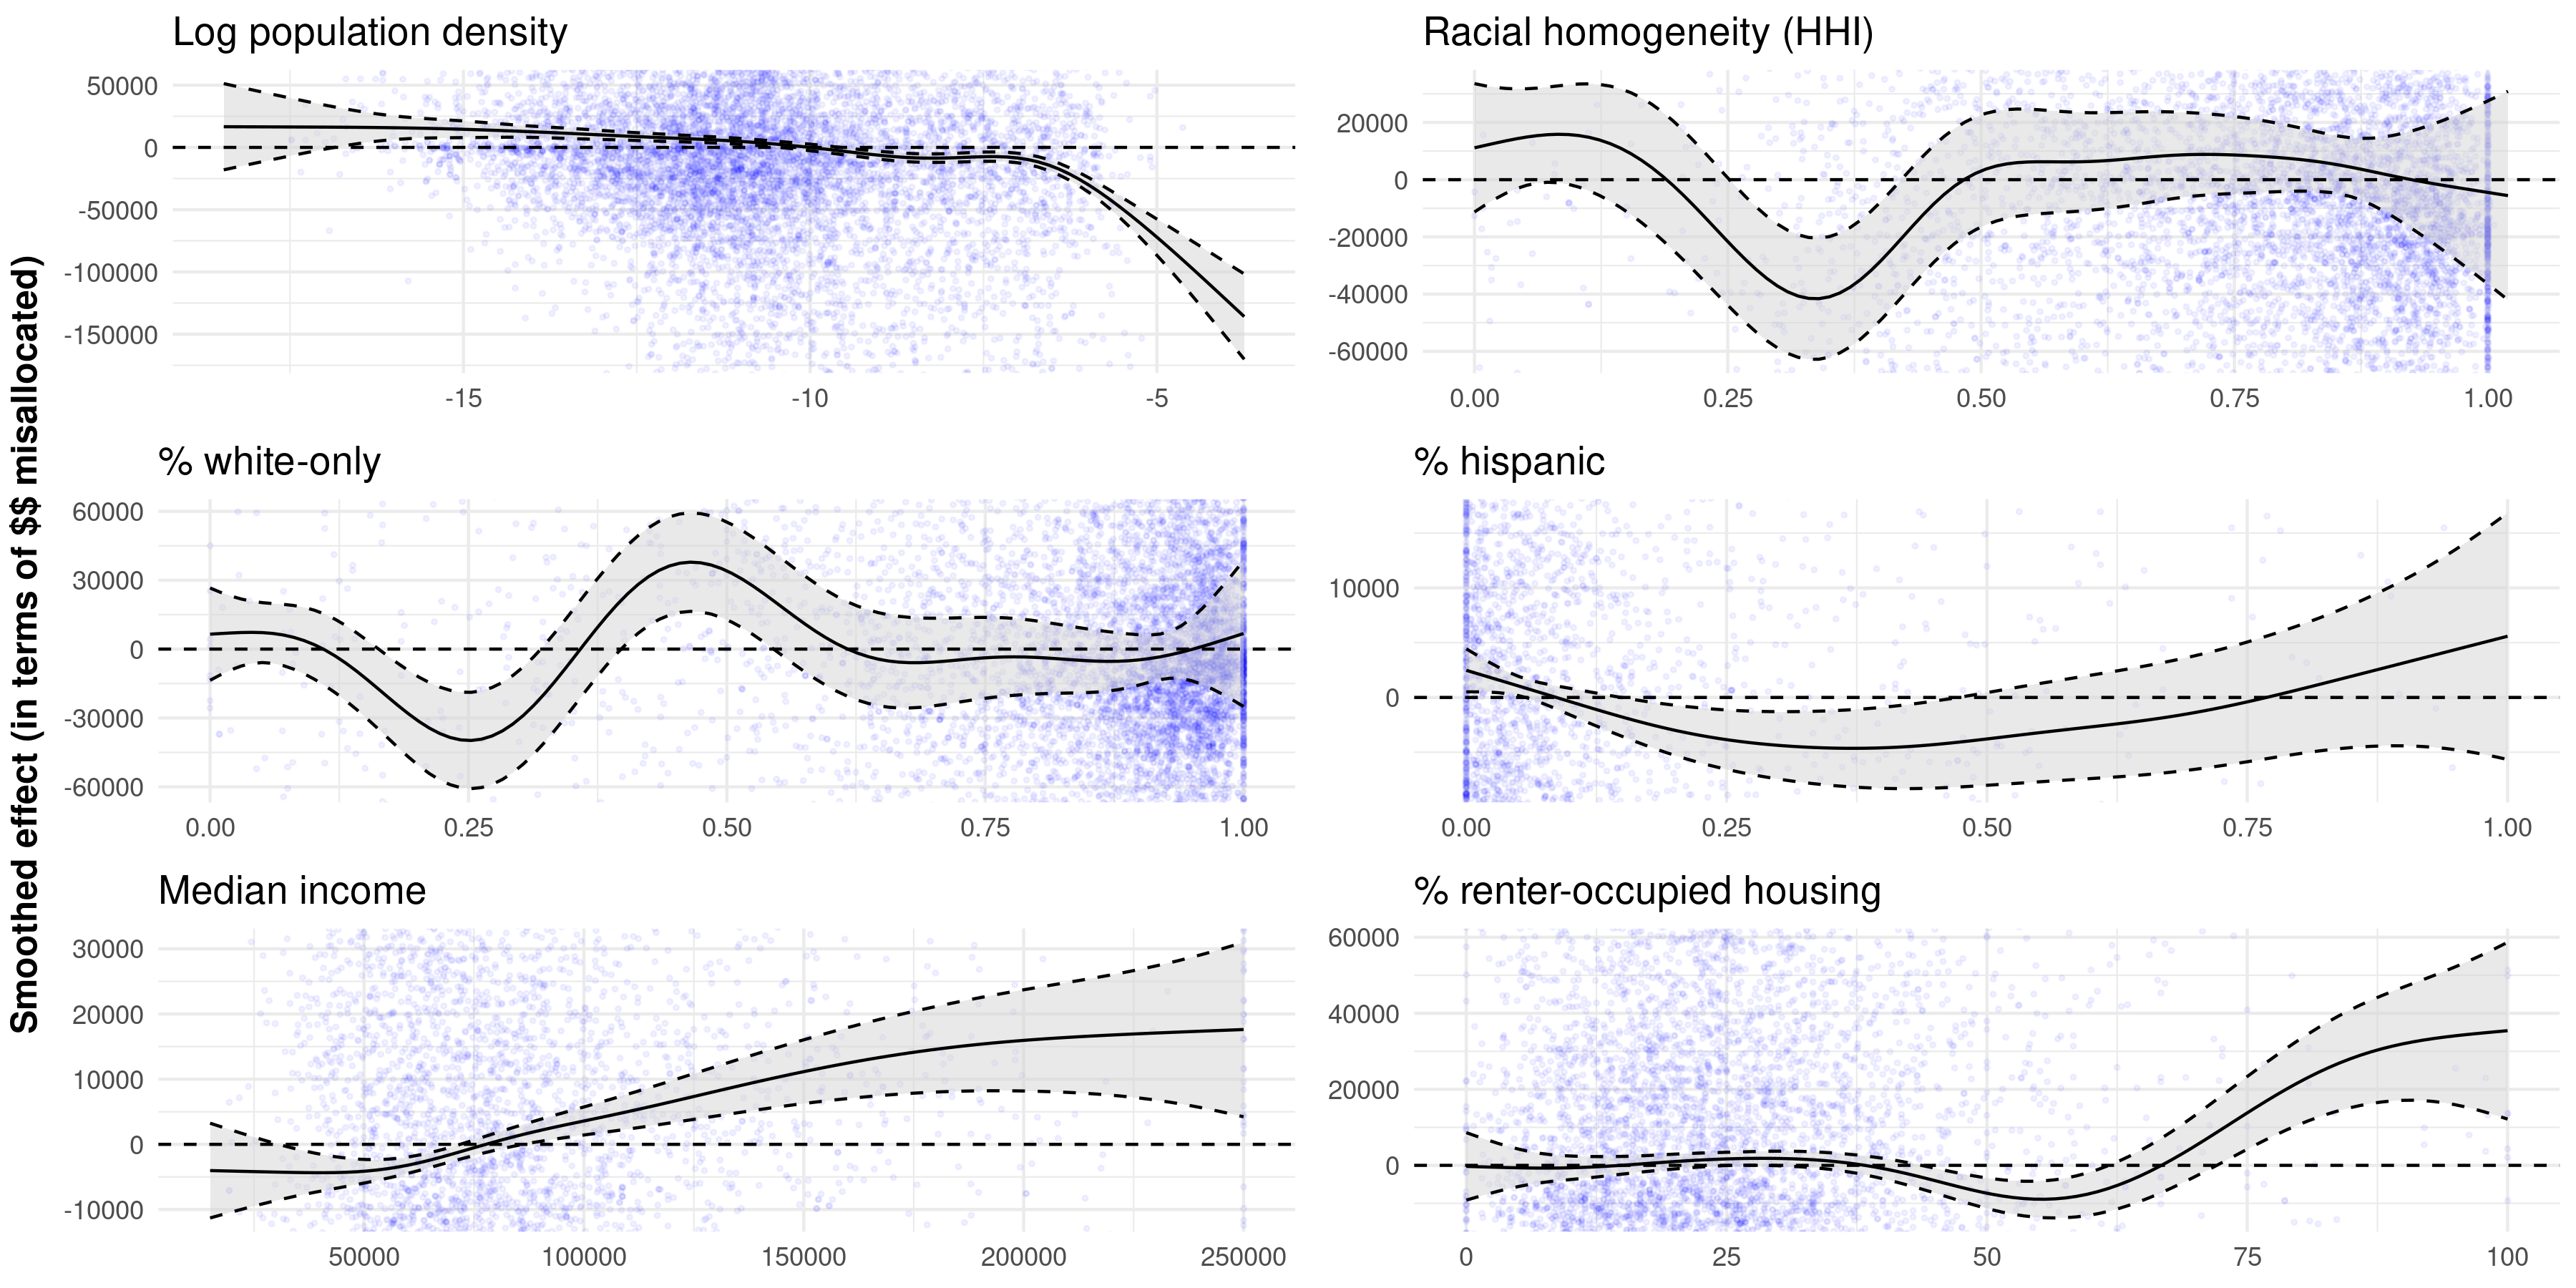 Smoothed effect (in terms of $$ misallocated)
Log population density
50000
0
-50000
-100000
-150000
-15 -10 -5
Racial homogeneity (HHI)
20000
0
-20000
-40000
-60000
0.00 0.25 0.50 0.75 1.00
% white-only
60000
30000
0
-30000
-60000
0.00 0.25 0.50 0.75 1.00
% hispanic
10000
0
0.00 0.25 0.50 0.75 1.00
Median income
30000
20000
10000
0
-10000
50000 100000 150000 200000 250000
% renter-occupied housing
60000
40000
20000
0
0 25 50 75 100